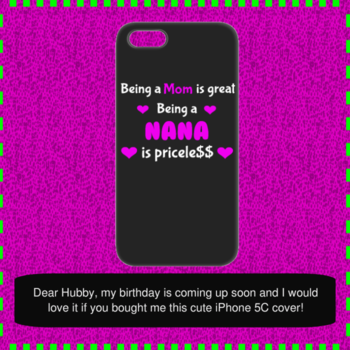 Being a Mom is great
Being a
NANA
is pricele$$
Dear Hubby, my birthday is coming up soon and I would
love it if you bought me this cute iPhone 5C cover!